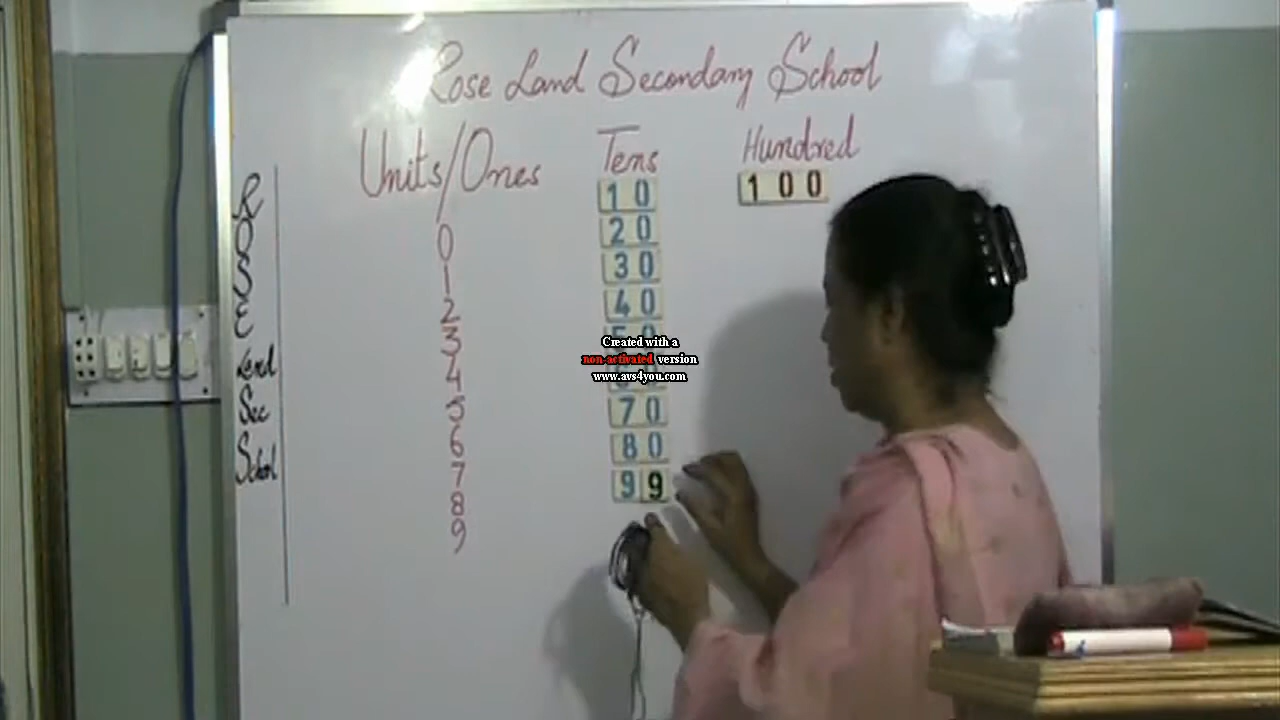 Rose Land Secondary School
Units/Ones
Tens
Hundred
0
1
2
3
4
5
6
7
8
9
10
20
30
40
70
80
99
100
R
O
S
E
Land
Sec
School
Created with a
non-activated version
www.avs4you.com